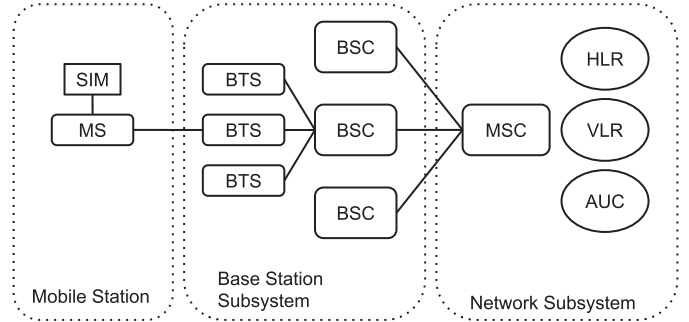 SIM
MS
Mobile Station
BTS
BTS
BTS
BSC
BSC
BSC
Base Station
Subsystem
MSC
HLR
VLR
AUC
Network Subsystem